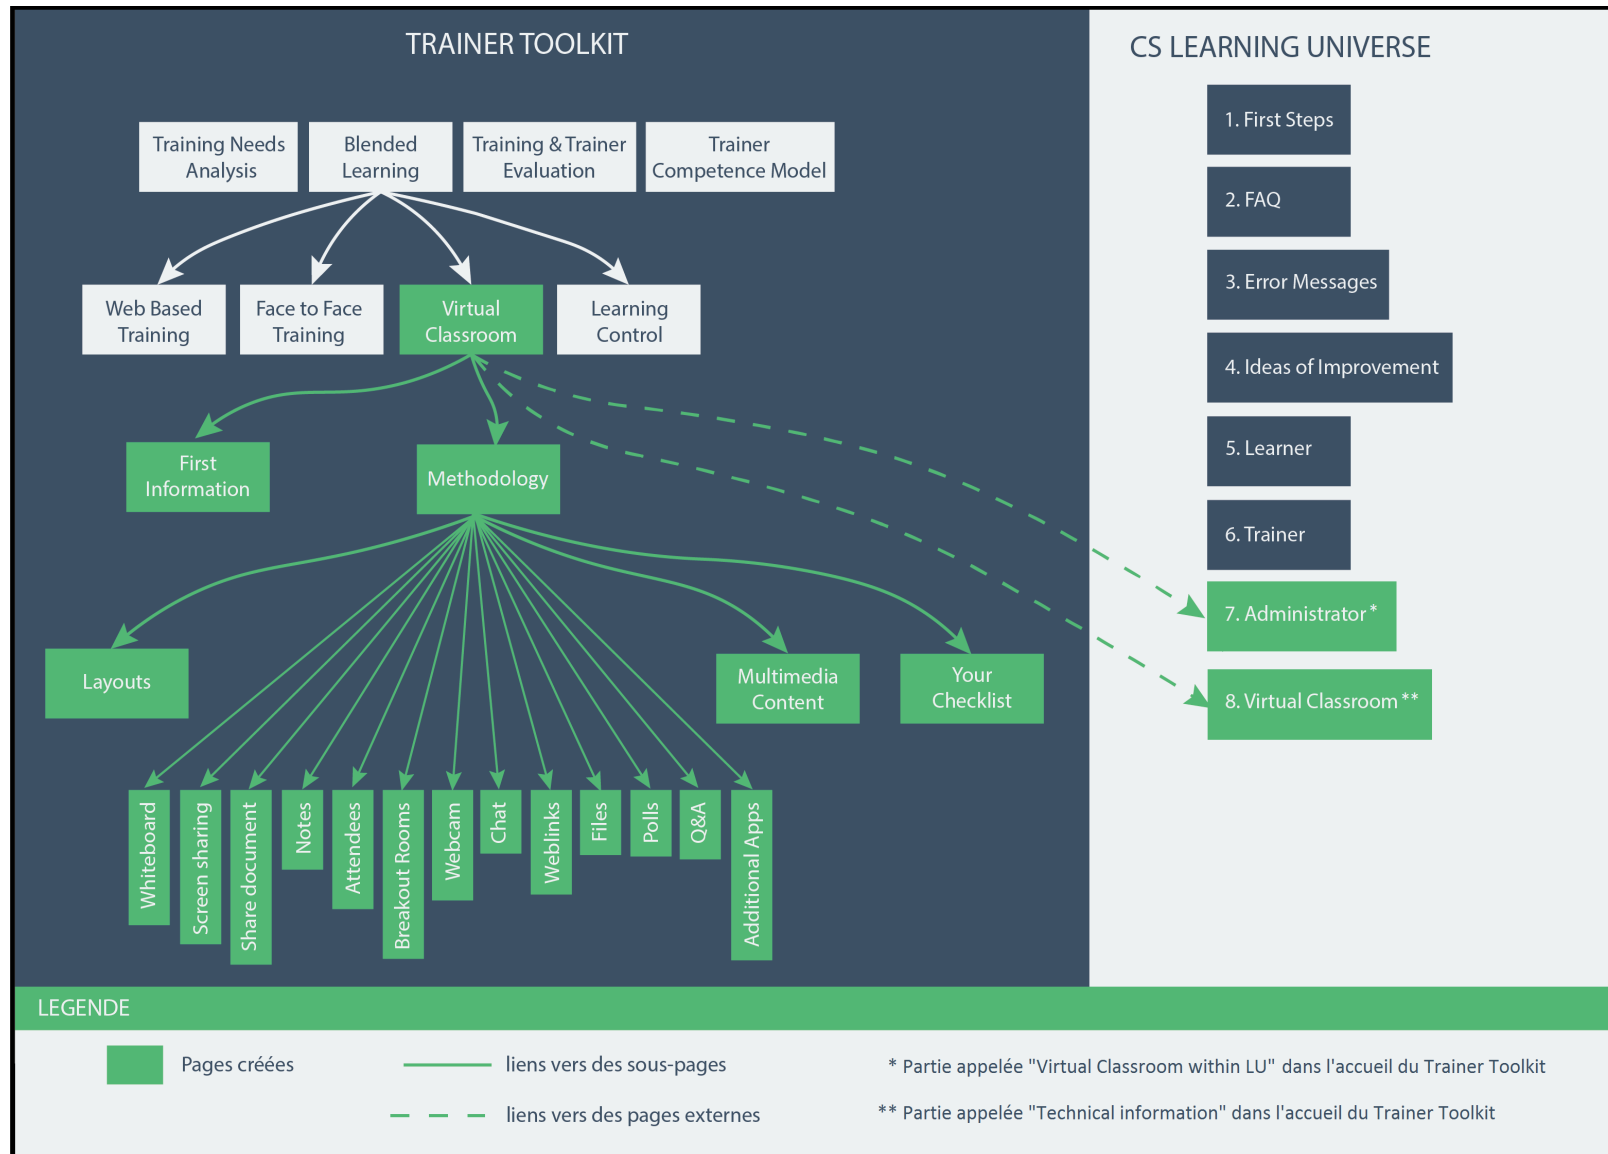 TRAINER TOOLKIT
CS LEARNING UNIVERSE
Training Needs
Analysis
Blended
Learning
Training & Trainer
Evaluation
Trainer
Competence Model
Web Based
Training
Face to Face
Training
Virtual
Classroom
Learning
Control
First
Information
Methodology
Layouts
Multimedia
Content
Your
Checklist
Whiteboard
Screen sharing
Share document
Notes
Attendees
Breakout Rooms
Webcam
Chat
Weblinks
Files
Polls
Q&A
Additional Apps
1. First Steps
2. FAQ
3. Error Messages
4. Ideas of Improvement
5. Learner
6. Trainer
7. Administrator *
8. Virtual Classroom **
LEGENDE
Pages créées
liens vers des sous-pages
liens vers des pages externes
* Partie appelée "Virtual Classroom within LU" dans l'accueil du Trainer Toolkit
** Partie appelée "Technical information" dans l'accueil du Trainer Toolkit